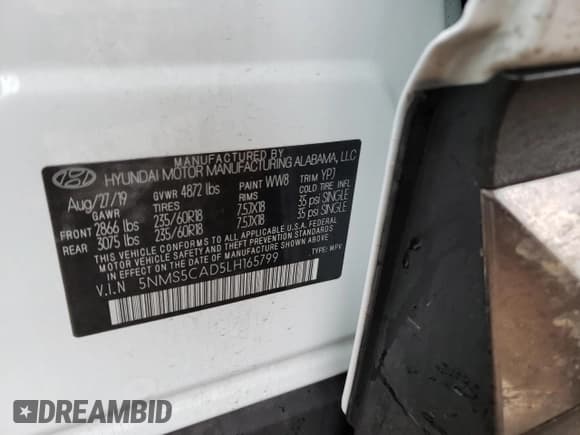 MANUFACTURED BY
HYUNDAI MOTOR MANUFACTURING ALABAMA, LLC
Aug/27/19 GVWR 4872 lbs PAINT WW8 TRIM YP7
GAWR TIRES RIMS COLD TIRE INFL.
FRONT 2866 lbs 235/60R18 7.5JX18 35 psi SINGLE
REAR 3075 lbs 235/60R18 7.5JX18 35 psi SINGLE
THIS VEHICLE CONFORMS TO ALL APPLICABLE U.S.A. FEDERAL
MOTOR VEHICLE SAFETY, BUMPER, AND THEFT PREVENTION STANDARDS
IN EFFECT ON THE DATE OF MANUFACTURE SHOWN ABOVE.
V.I.N 5NMS5CAD5LH165799 TYPE: MPV
DREAMBID